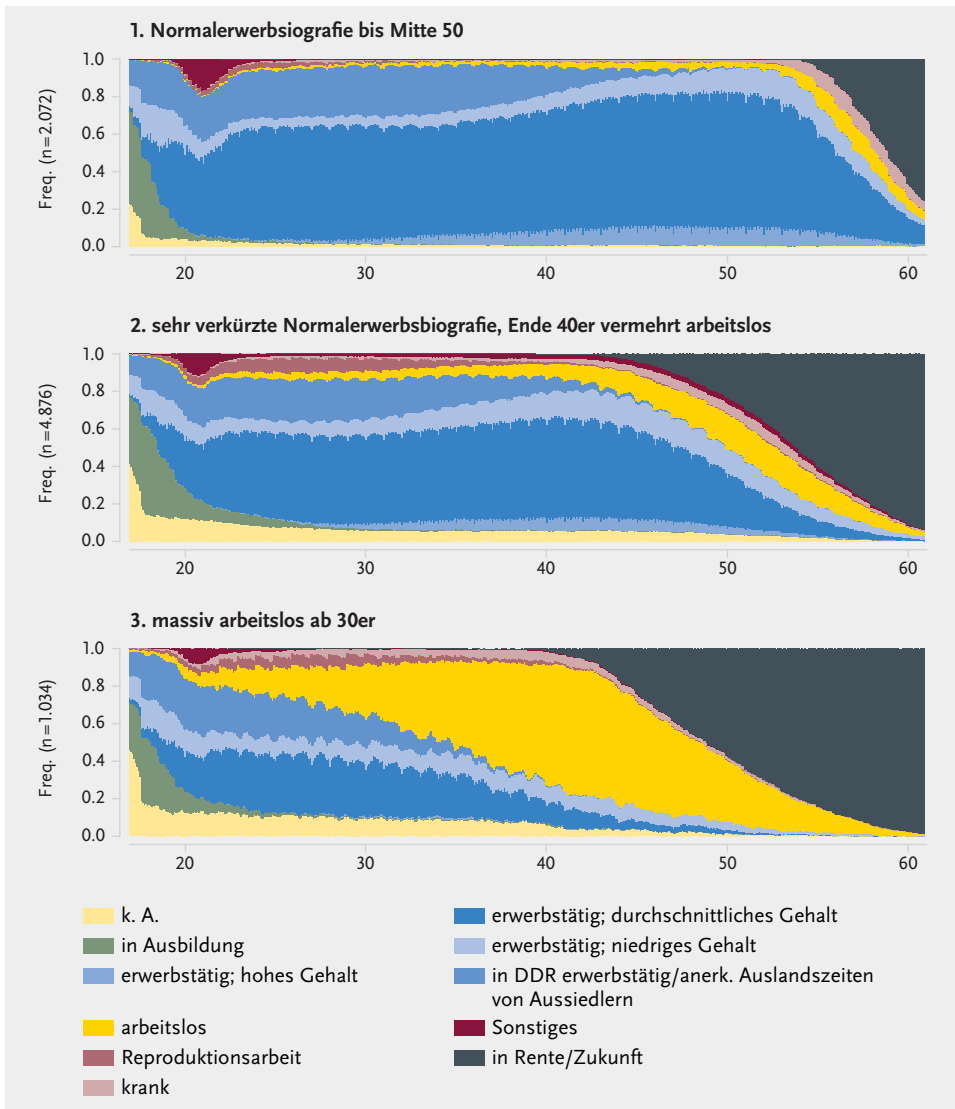 1. Normalerwerbsiografie bis Mitte 50
Freq. (n=2.072)
1.0
0.8
0.6
0.4
0.2
0.0
20 30 40 50 60
2. sehr verkürzte Normalerwerbsbiografie, Ende 40er vermehrt arbeitslos
Freq. (n=4.876)
1.0
0.8
0.6
0.4
0.2
0.0
20 30 40 50 60
3. massiv arbeitslos ab 30er
Freq. (n=1.034)
1.0
0.8
0.6
0.4
0.2
0.0
20 30 40 50 60
k. A.
in Ausbildung
erwerbstätig; hohes Gehalt
arbeitslos
Reproduktionsarbeit
krank
erwerbstätig; durchschnittliches Gehalt
erwerbstätig; niedriges Gehalt
in DDR erwerbstätig/anerk. Auslandszeiten
von Aussiedlern
Sonstiges
in Rente/Zukunft